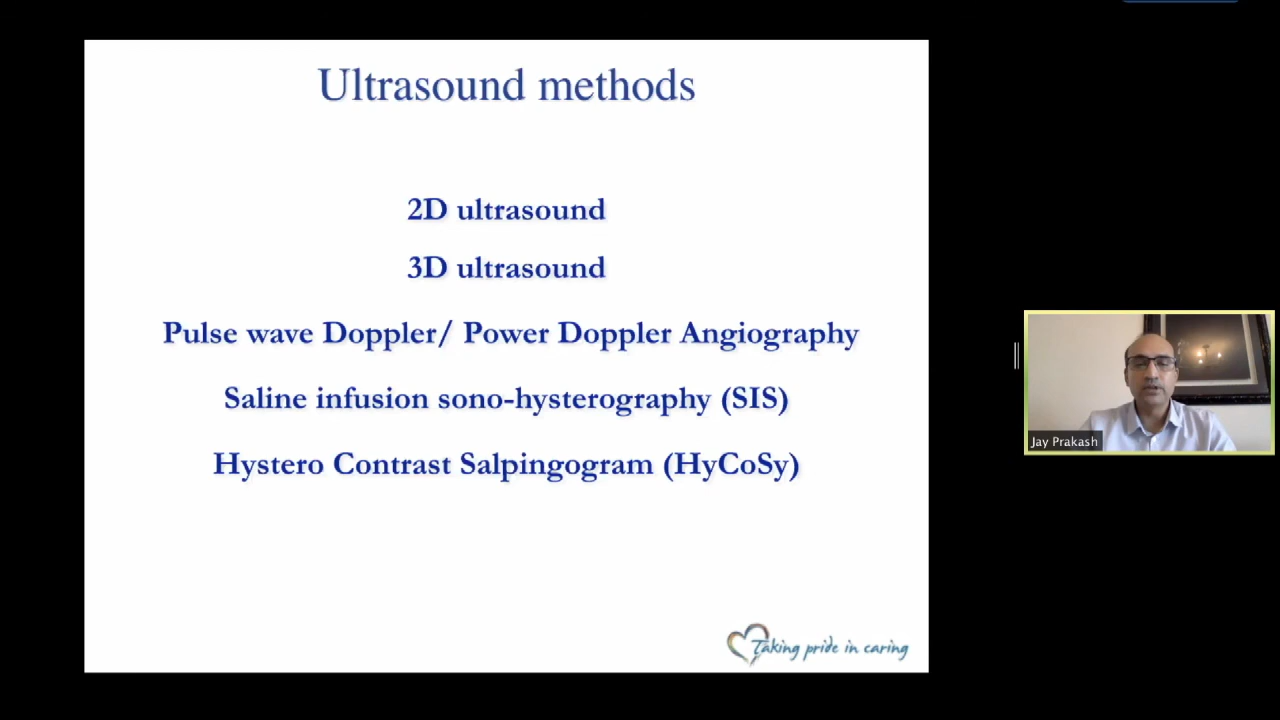 Ultrasound methods
2D ultrasound
3D ultrasound
Pulse wave Doppler/ Power Doppler Angiography
Saline infusion sono-hysterography (SIS)
Hystero Contrast Salpingogram (HyCoSy)
Taking pride in caring
Jay Prakash